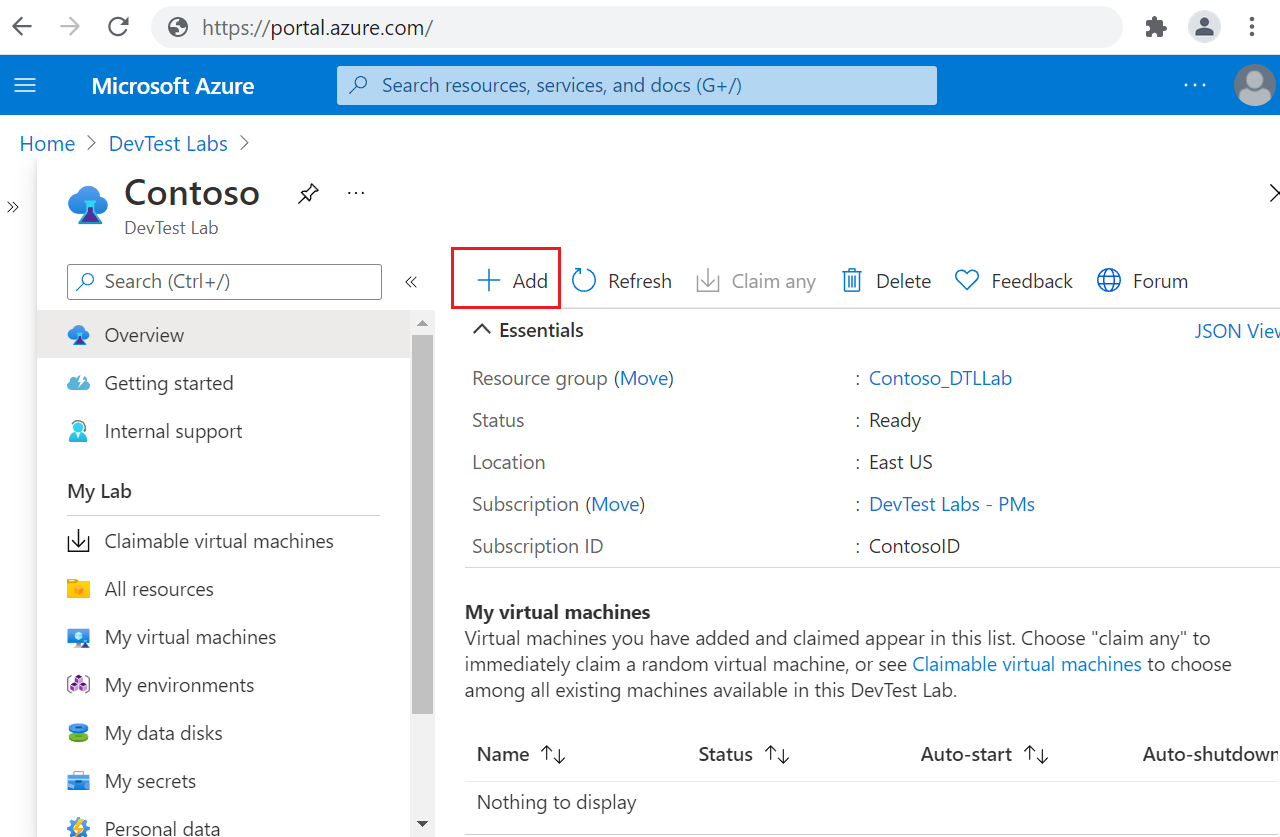 https://portal.azure.com/
Microsoft Azure
Search resources, services, and docs (G+/)
Home > DevTest Labs >
Contoso
DevTest Lab
Search (Ctrl+/)
Overview
Getting started
Internal support
My Lab
Claimable virtual machines
All resources
My virtual machines
My environments
My data disks
My secrets
Personal data
Add Refresh Claim any Delete Feedback Forum
Essentials
JSON View
Resource group (Move) : Contoso_DTLLab
Status : Ready
Location : East US
Subscription (Move) : DevTest Labs - PMs
Subscription ID : ContosoID
My virtual machines
Virtual machines you have added and claimed appear in this list. Choose "claim any" to
immediately claim a random virtual machine, or see Claimable virtual machines to choose
among all existing machines available in this DevTest Lab.
Name Status Auto-start Auto-shutdown
Nothing to display